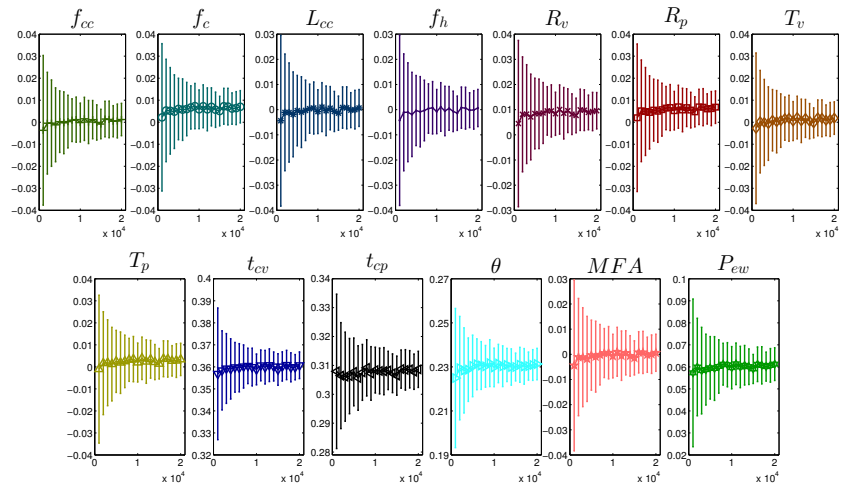 f_cc
0.04
0.03
0.02
0.01
0
−0.01
−0.02
−0.03
−0.04
0 1 2
x 10^4
f_c
0.04
0.03
0.02
0.01
0
−0.01
−0.02
−0.03
−0.04
0 1 2
x 10^4
L_cc
0.03
0.02
0.01
0
−0.01
−0.02
−0.03
−0.04
0 1 2
x 10^4
f_h
0.03
0.02
0.01
0
−0.01
−0.02
−0.03
−0.04
0 1 2
x 10^4
R_v
0.04
0.03
0.02
0.01
0
−0.01
−0.02
−0.03
0 1 2
x 10^4
R_p
0.04
0.03
0.02
0.01
0
−0.01
−0.02
−0.03
−0.04
0 1 2
x 10^4
T_v
0.04
0.03
0.02
0.01
0
−0.01
−0.02
−0.03
−0.04
0 1 2
x 10^4
T_p
0.04
0.03
0.02
0.01
0
−0.01
−0.02
−0.03
−0.04
0 1 2
x 10^4
t_cv
0.4
0.39
0.38
0.37
0.36
0.35
0.34
0.33
0.32
0 1 2
x 10^4
t_cp
0.34
0.33
0.32
0.31
0.3
0.29
0.28
0 1 2
x 10^4
θ
0.27
0.25
0.23
0.21
0.19
0 1 2
x 10^4
MFA
0.03
0.02
0.01
0
−0.01
−0.02
−0.03
−0.04
0 1 2
x 10^4
P_ew
0.1
0.09
0.08
0.07
0.06
0.05
0.04
0.03
0.02
0 1 2
x 10^4